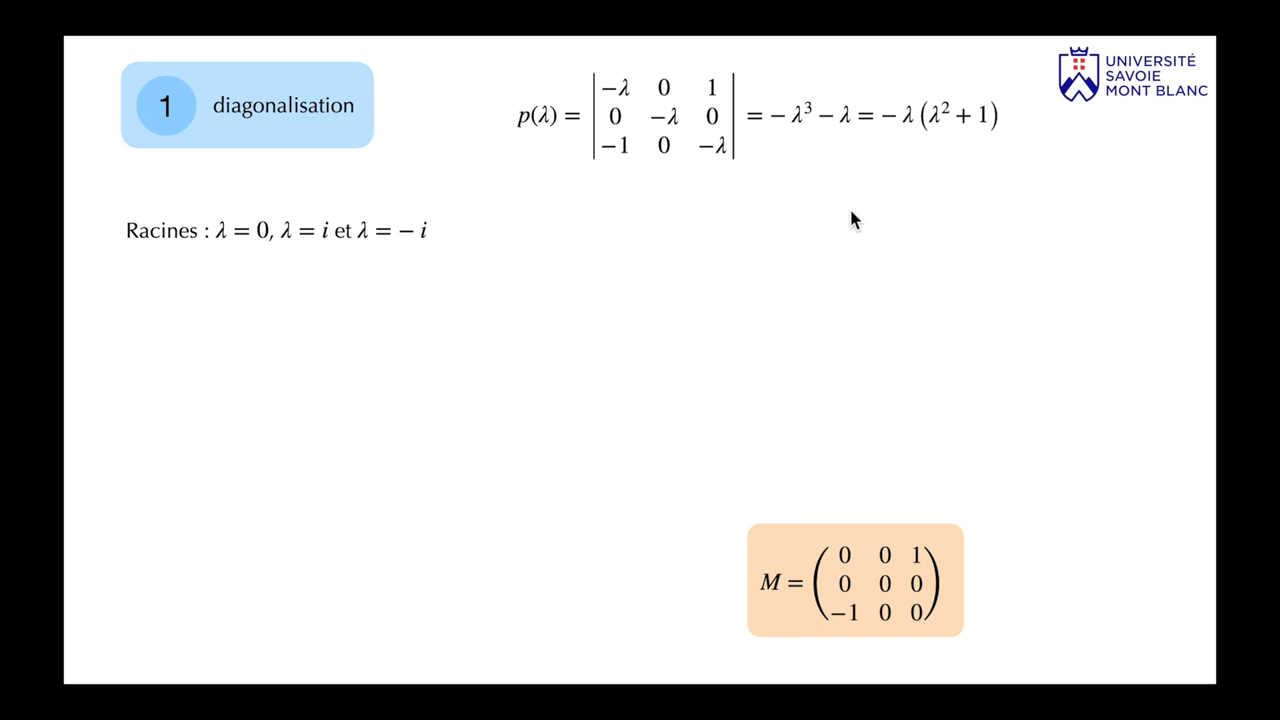 1 diagonalisation
p(λ) = | −λ 0 1 | = − λ³ − λ = − λ (λ² + 1)
| 0 −λ 0 |
| −1 0 −λ |
UNIVERSITÉ
SAVOIE
MONT BLANC
Racines : λ = 0, λ = i et λ = − i
M = ( 0 0 1 )
( 0 0 0 )
( −1 0 0 )